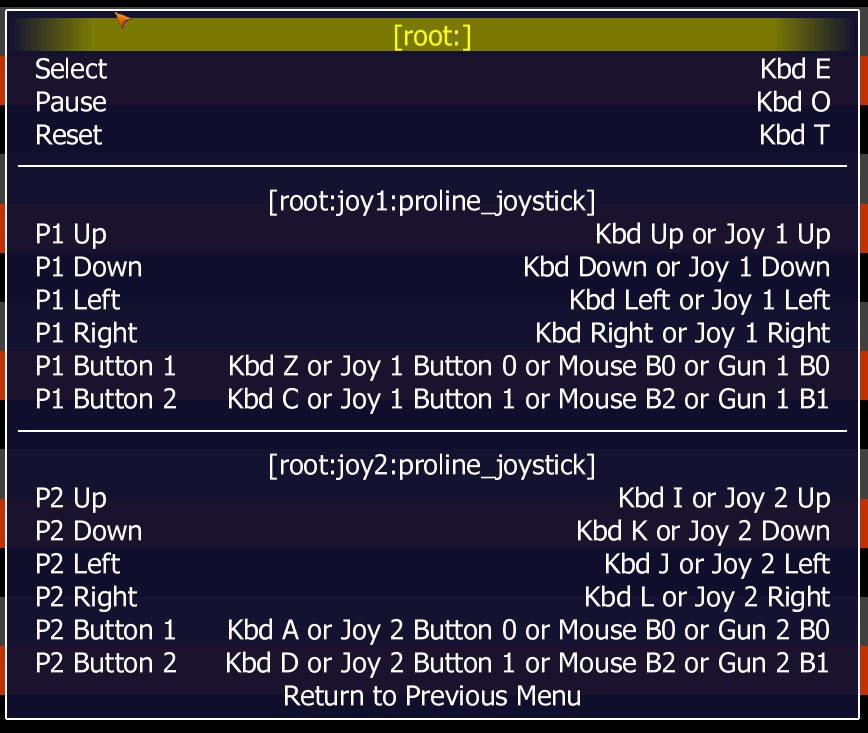 [root:]
Select Kbd E
Pause Kbd O
Reset Kbd T
[root:joy1:proline_joystick]
P1 Up Kbd Up or Joy 1 Up
P1 Down Kbd Down or Joy 1 Down
P1 Left Kbd Left or Joy 1 Left
P1 Right Kbd Right or Joy 1 Right
P1 Button 1 Kbd Z or Joy 1 Button 0 or Mouse B0 or Gun 1 B0
P1 Button 2 Kbd C or Joy 1 Button 1 or Mouse B2 or Gun 1 B1
[root:joy2:proline_joystick]
P2 Up Kbd I or Joy 2 Up
P2 Down Kbd K or Joy 2 Down
P2 Left Kbd J or Joy 2 Left
P2 Right Kbd L or Joy 2 Right
P2 Button 1 Kbd A or Joy 2 Button 0 or Mouse B0 or Gun 2 B0
P2 Button 2 Kbd D or Joy 2 Button 1 or Mouse B2 or Gun 2 B1
Return to Previous Menu